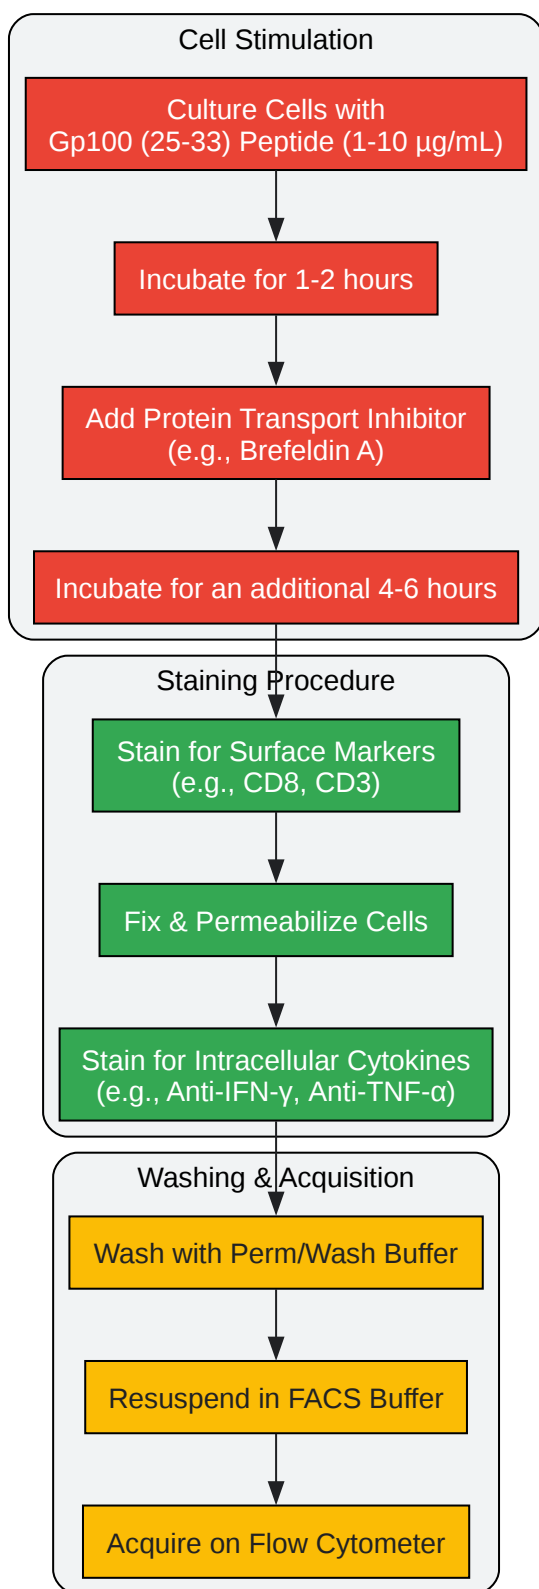 Cell Stimulation
Culture Cells with
Gp100 (25-33) Peptide (1-10 µg/mL)
Incubate for 1-2 hours
Add Protein Transport Inhibitor
(e.g., Brefeldin A)
Incubate for an additional 4-6 hours
Staining Procedure
Stain for Surface Markers
(e.g., CD8, CD3)
Fix & Permeabilize Cells
Stain for Intracellular Cytokines
(e.g., Anti-IFN-γ, Anti-TNF-α)
Washing & Acquisition
Wash with Perm/Wash Buffer
Resuspend in FACS Buffer
Acquire on Flow Cytometer